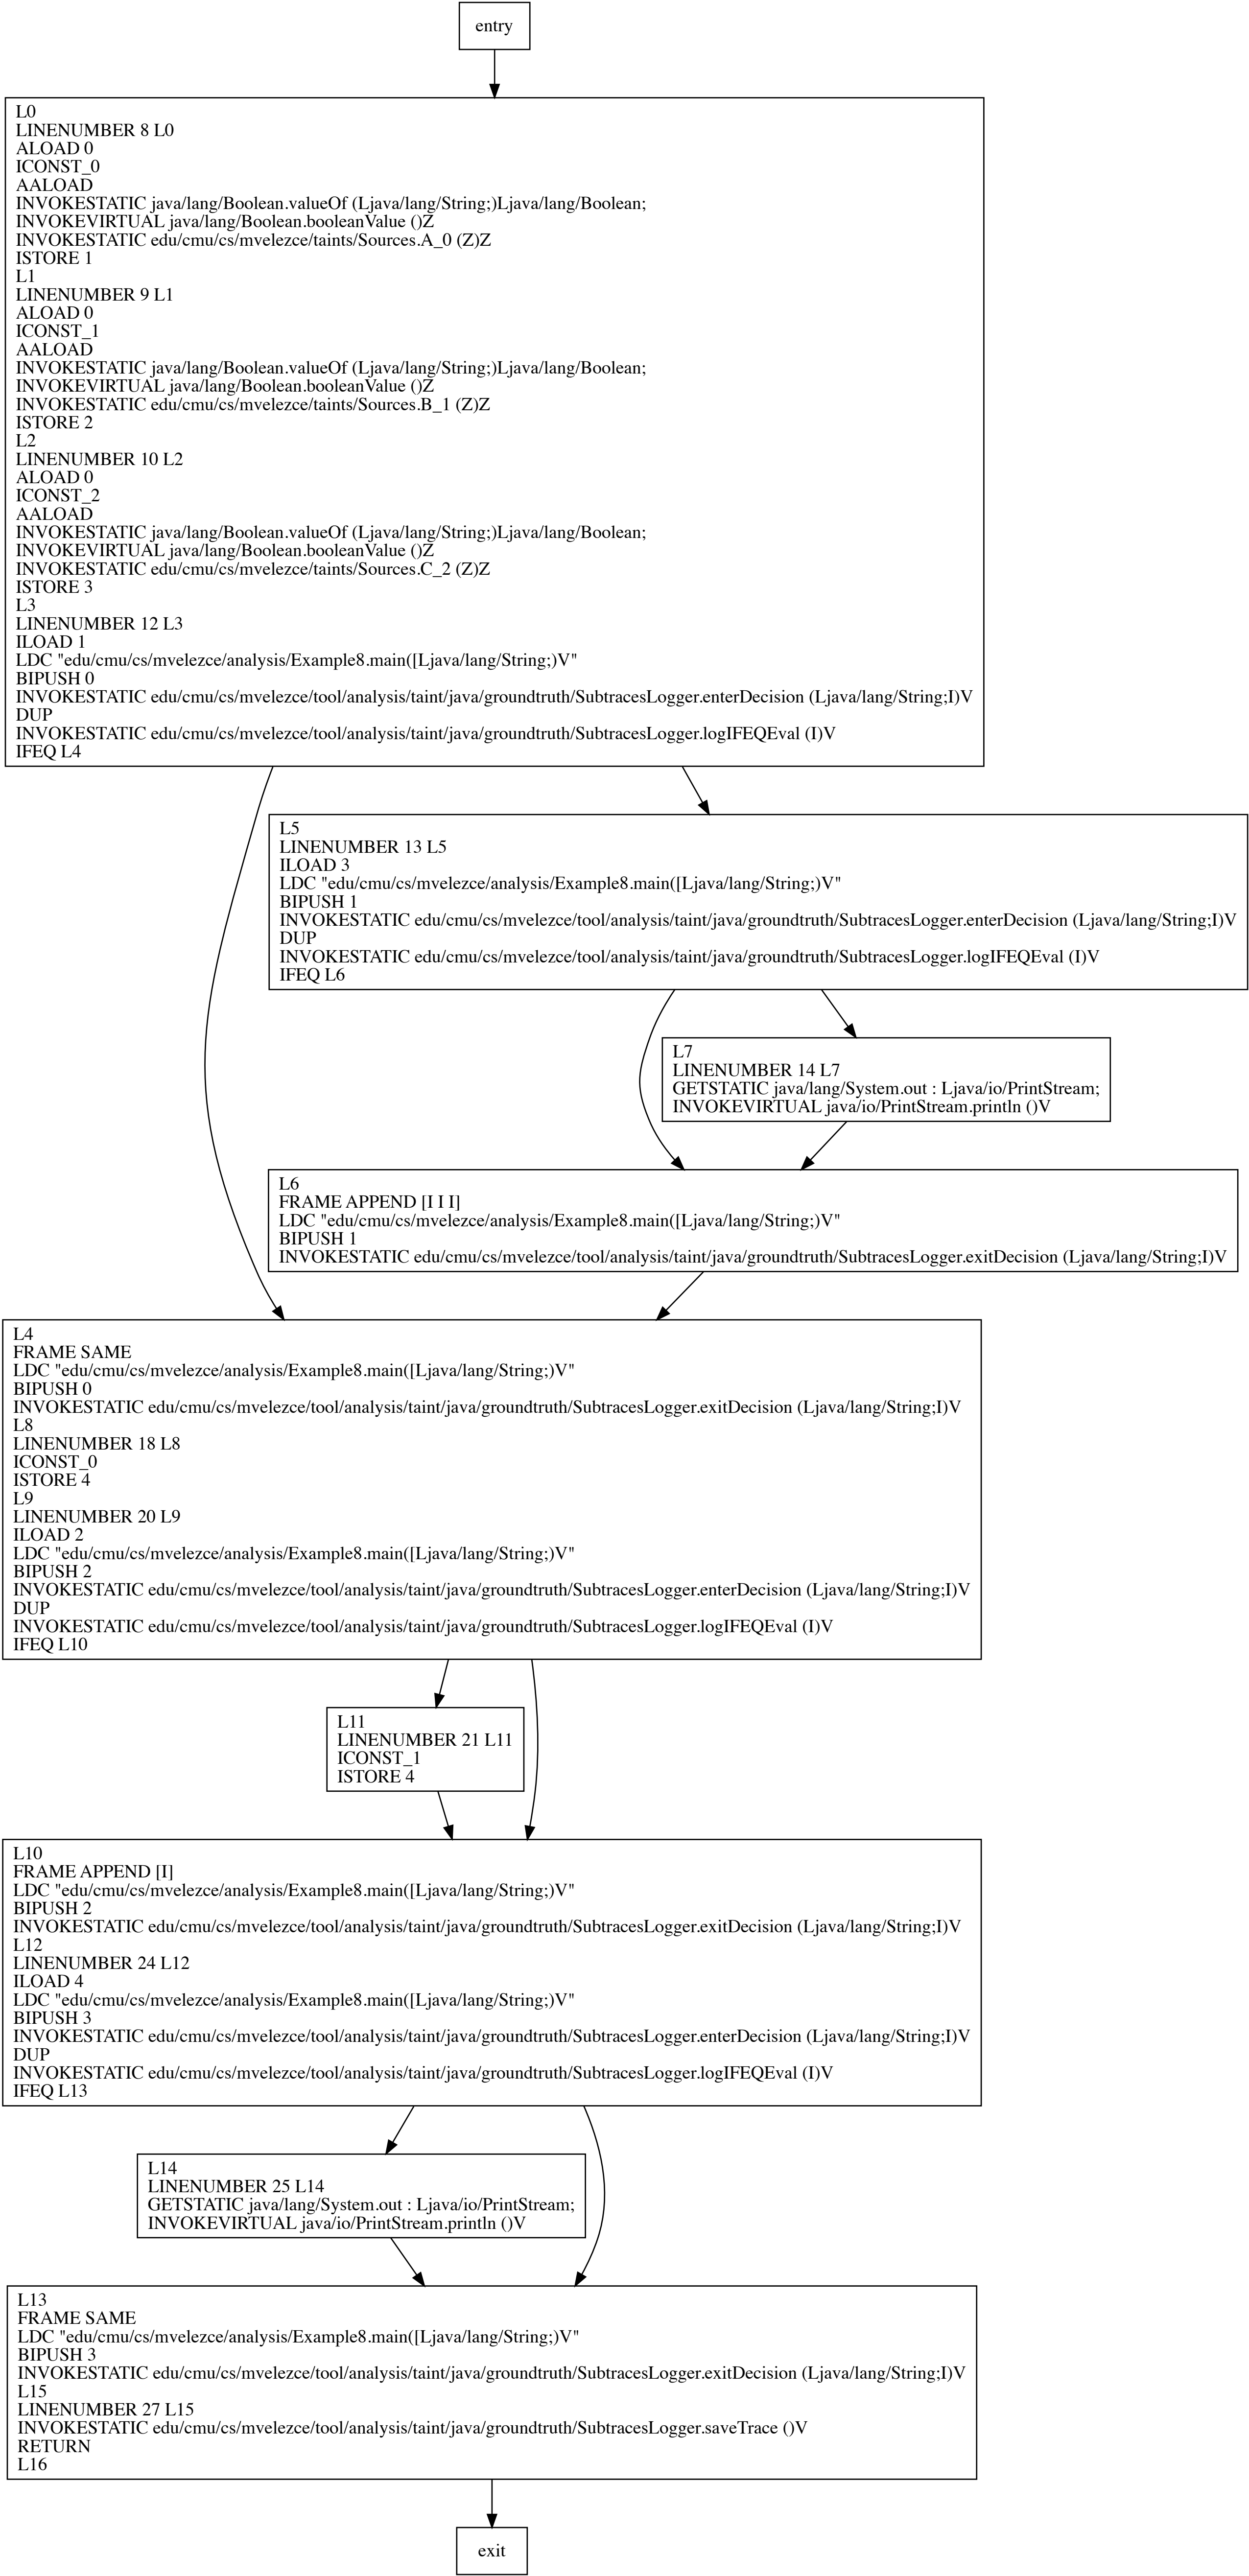 entry
L0
LINENUMBER 8 L0
ALOAD 0
ICONST_0
AALOAD
INVOKESTATIC java/lang/Boolean.valueOf (Ljava/lang/String;)Ljava/lang/Boolean;
INVOKEVIRTUAL java/lang/Boolean.booleanValue ()Z
INVOKESTATIC edu/cmu/cs/mvelezce/taints/Sources.A_0 (Z)Z
ISTORE 1
L1
LINENUMBER 9 L1
ALOAD 0
ICONST_1
AALOAD
INVOKESTATIC java/lang/Boolean.valueOf (Ljava/lang/String;)Ljava/lang/Boolean;
INVOKEVIRTUAL java/lang/Boolean.booleanValue ()Z
INVOKESTATIC edu/cmu/cs/mvelezce/taints/Sources.B_1 (Z)Z
ISTORE 2
L2
LINENUMBER 10 L2
ALOAD 0
ICONST_2
AALOAD
INVOKESTATIC java/lang/Boolean.valueOf (Ljava/lang/String;)Ljava/lang/Boolean;
INVOKEVIRTUAL java/lang/Boolean.booleanValue ()Z
INVOKESTATIC edu/cmu/cs/mvelezce/taints/Sources.C_2 (Z)Z
ISTORE 3
L3
LINENUMBER 12 L3
ILOAD 1
LDC "edu/cmu/cs/mvelezce/analysis/Example8.main([Ljava/lang/String;)V"
BIPUSH 0
INVOKESTATIC edu/cmu/cs/mvelezce/tool/analysis/taint/java/groundtruth/SubtracesLogger.enterDecision (Ljava/lang/String;I)V
DUP
INVOKESTATIC edu/cmu/cs/mvelezce/tool/analysis/taint/java/groundtruth/SubtracesLogger.logIFEQEval (I)V
IFEQ L4
L5
LINENUMBER 13 L5
ILOAD 3
LDC "edu/cmu/cs/mvelezce/analysis/Example8.main([Ljava/lang/String;)V"
BIPUSH 1
INVOKESTATIC edu/cmu/cs/mvelezce/tool/analysis/taint/java/groundtruth/SubtracesLogger.enterDecision (Ljava/lang/String;I)V
DUP
INVOKESTATIC edu/cmu/cs/mvelezce/tool/analysis/taint/java/groundtruth/SubtracesLogger.logIFEQEval (I)V
IFEQ L6
L7
LINENUMBER 14 L7
GETSTATIC java/lang/System.out : Ljava/io/PrintStream;
INVOKEVIRTUAL java/io/PrintStream.println ()V
L6
FRAME APPEND [I I I]
LDC "edu/cmu/cs/mvelezce/analysis/Example8.main([Ljava/lang/String;)V"
BIPUSH 1
INVOKESTATIC edu/cmu/cs/mvelezce/tool/analysis/taint/java/groundtruth/SubtracesLogger.exitDecision (Ljava/lang/String;I)V
L4
FRAME SAME
LDC "edu/cmu/cs/mvelezce/analysis/Example8.main([Ljava/lang/String;)V"
BIPUSH 0
INVOKESTATIC edu/cmu/cs/mvelezce/tool/analysis/taint/java/groundtruth/SubtracesLogger.exitDecision (Ljava/lang/String;I)V
L8
LINENUMBER 18 L8
ICONST_0
ISTORE 4
L9
LINENUMBER 20 L9
ILOAD 2
LDC "edu/cmu/cs/mvelezce/analysis/Example8.main([Ljava/lang/String;)V"
BIPUSH 2
INVOKESTATIC edu/cmu/cs/mvelezce/tool/analysis/taint/java/groundtruth/SubtracesLogger.enterDecision (Ljava/lang/String;I)V
DUP
INVOKESTATIC edu/cmu/cs/mvelezce/tool/analysis/taint/java/groundtruth/SubtracesLogger.logIFEQEval (I)V
IFEQ L10
L11
LINENUMBER 21 L11
ICONST_1
ISTORE 4
L10
FRAME APPEND [I]
LDC "edu/cmu/cs/mvelezce/analysis/Example8.main([Ljava/lang/String;)V"
BIPUSH 2
INVOKESTATIC edu/cmu/cs/mvelezce/tool/analysis/taint/java/groundtruth/SubtracesLogger.exitDecision (Ljava/lang/String;I)V
L12
LINENUMBER 24 L12
ILOAD 4
LDC "edu/cmu/cs/mvelezce/analysis/Example8.main([Ljava/lang/String;)V"
BIPUSH 3
INVOKESTATIC edu/cmu/cs/mvelezce/tool/analysis/taint/java/groundtruth/SubtracesLogger.enterDecision (Ljava/lang/String;I)V
DUP
INVOKESTATIC edu/cmu/cs/mvelezce/tool/analysis/taint/java/groundtruth/SubtracesLogger.logIFEQEval (I)V
IFEQ L13
L14
LINENUMBER 25 L14
GETSTATIC java/lang/System.out : Ljava/io/PrintStream;
INVOKEVIRTUAL java/io/PrintStream.println ()V
L13
FRAME SAME
LDC "edu/cmu/cs/mvelezce/analysis/Example8.main([Ljava/lang/String;)V"
BIPUSH 3
INVOKESTATIC edu/cmu/cs/mvelezce/tool/analysis/taint/java/groundtruth/SubtracesLogger.exitDecision (Ljava/lang/String;I)V
L15
LINENUMBER 27 L15
INVOKESTATIC edu/cmu/cs/mvelezce/tool/analysis/taint/java/groundtruth/SubtracesLogger.saveTrace ()V
RETURN
L16
exit